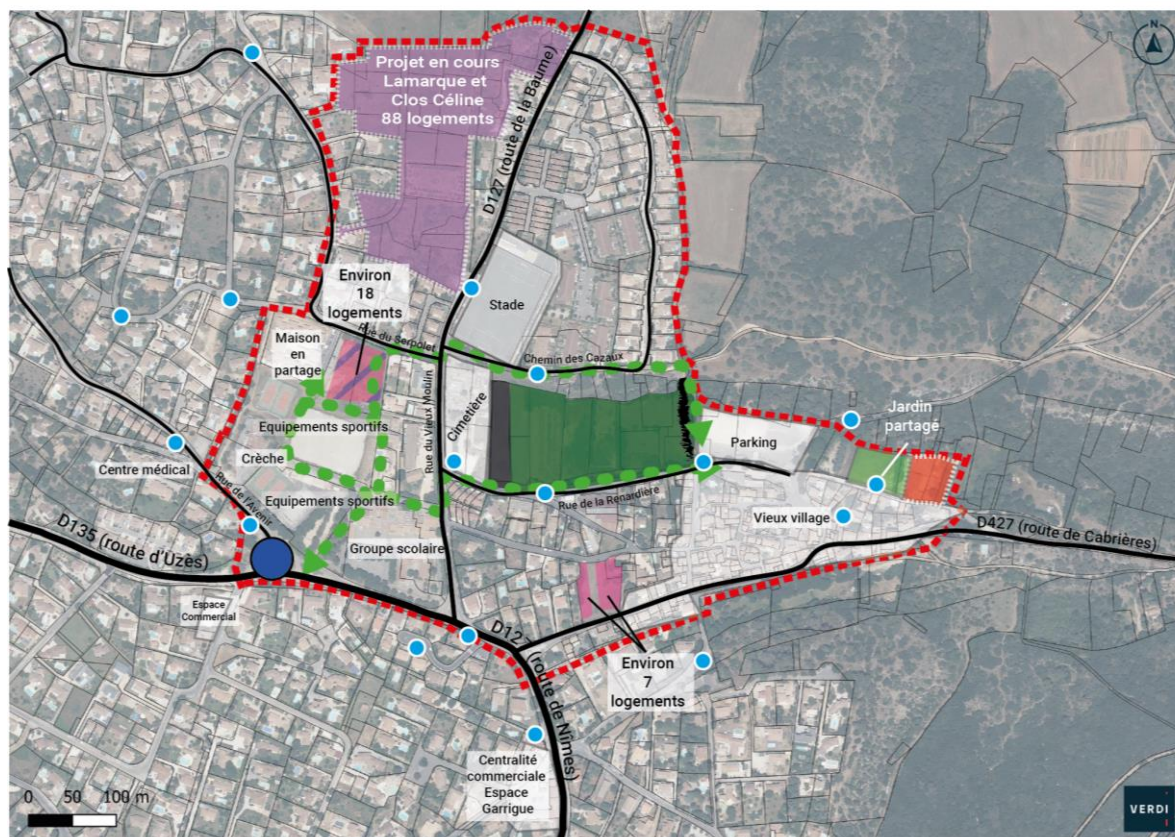 N
Projet en cours
Lamarque et
Clos Céline
88 logements
D127 (route de la Baume)
Environ
18
logements
Stade
Rue du Serpolet
Chemin des Cazaux
Maison
en
partage
Equipements sportifs
Rue du Vieux Moulin
Cimetière
Parking
Jardin
partagé
Centre médical
Crèche
Rue de l'Avenir
Equipements sportifs
Rue de la Renardière
Vieux village
D427 (route de Cabrières)
D135 (route d'Uzès)
Groupe scolaire
Espace
Commercial
D127 (route de Nîmes)
Environ
7
logements
Centralité
commerciale
Espace
Garrigue
0 50 100 m
VERDI